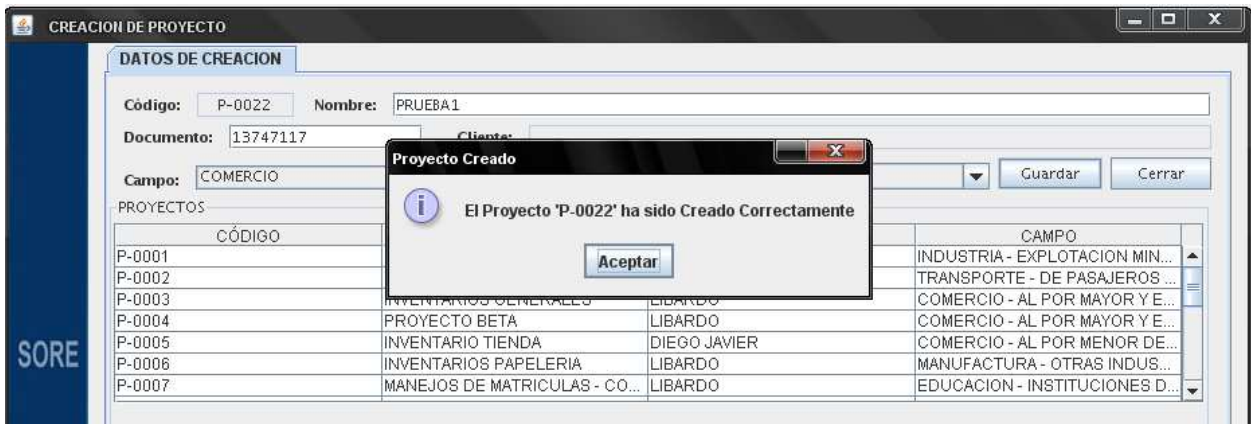 CREACION DE PROYECTO
DATOS DE CREACION
Código: P-0022 Nombre: PRUEBA1
Documento: 13747117 Cliente:
Campo: COMERCIO Guardar Cerrar
Proyecto Creado
El Proyecto 'P-0022' ha sido Creado Correctamente
Aceptar
PROYECTOS
CÓDIGO CAMPO
P-0001 INDUSTRIA - EXPLOTACION MIN...
P-0002 TRANSPORTE - DE PASAJEROS ...
P-0003 INVENTARIOS GENERALES LIBARDO COMERCIO - AL POR MAYOR Y E...
P-0004 PROYECTO BETA LIBARDO COMERCIO - AL POR MAYOR Y E...
P-0005 INVENTARIO TIENDA DIEGO JAVIER COMERCIO - AL POR MENOR DE...
P-0006 INVENTARIOS PAPELERIA LIBARDO MANUFACTURA - OTRAS INDUS...
P-0007 MANEJOS DE MATRICULAS - CO... LIBARDO EDUCACION - INSTITUCIONES D...
SORE